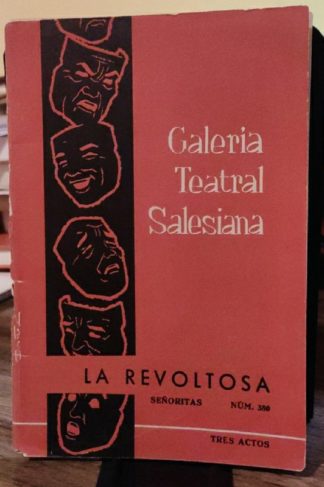 Galeria
Teatral
Salesiana
LA REVOLTOSA
SEÑORITAS NÚM. 380
TRES ACTOS